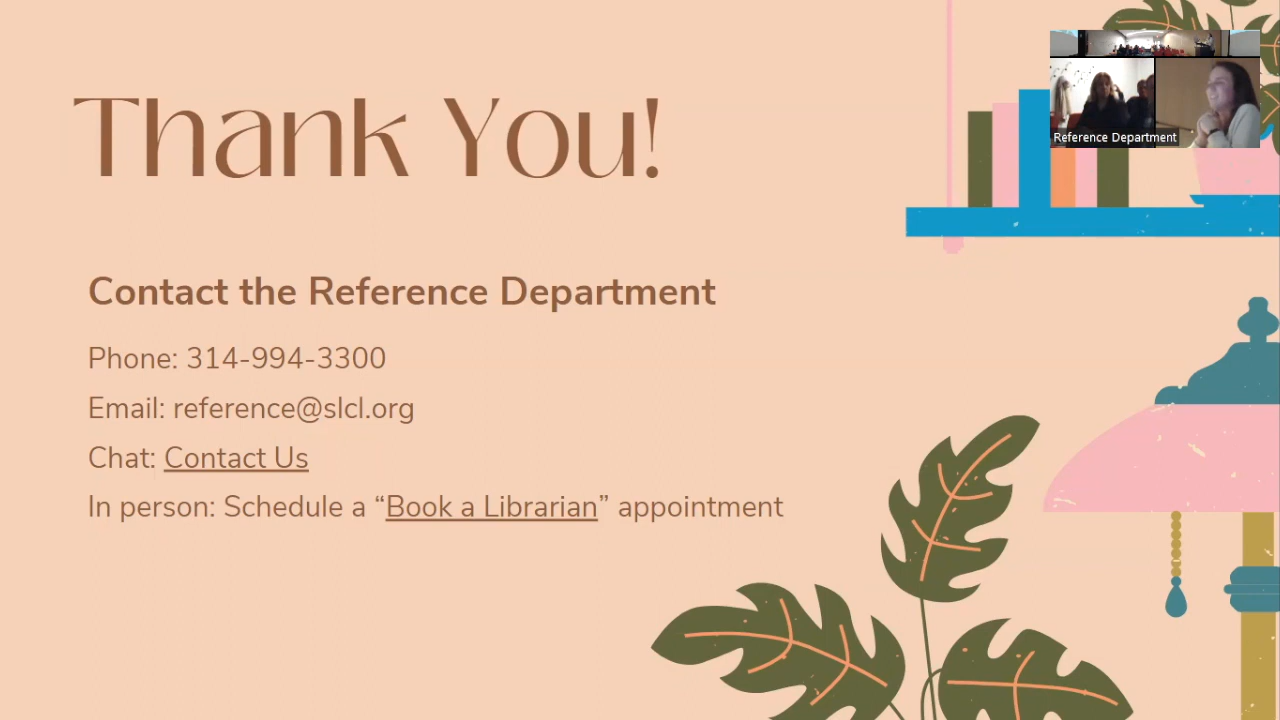 Thank You!
Reference Department
Contact the Reference Department
Phone: 314-994-3300
Email: reference@slcl.org
Chat: Contact Us
In person: Schedule a “Book a Librarian” appointment